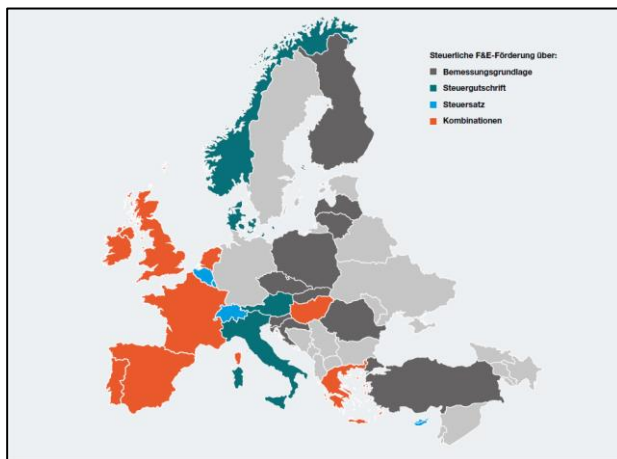 Steuerliche F&E-Förderung über:
Bemessungsgrundlage
Steuergutschrift
Steuersatz
Kombinationen